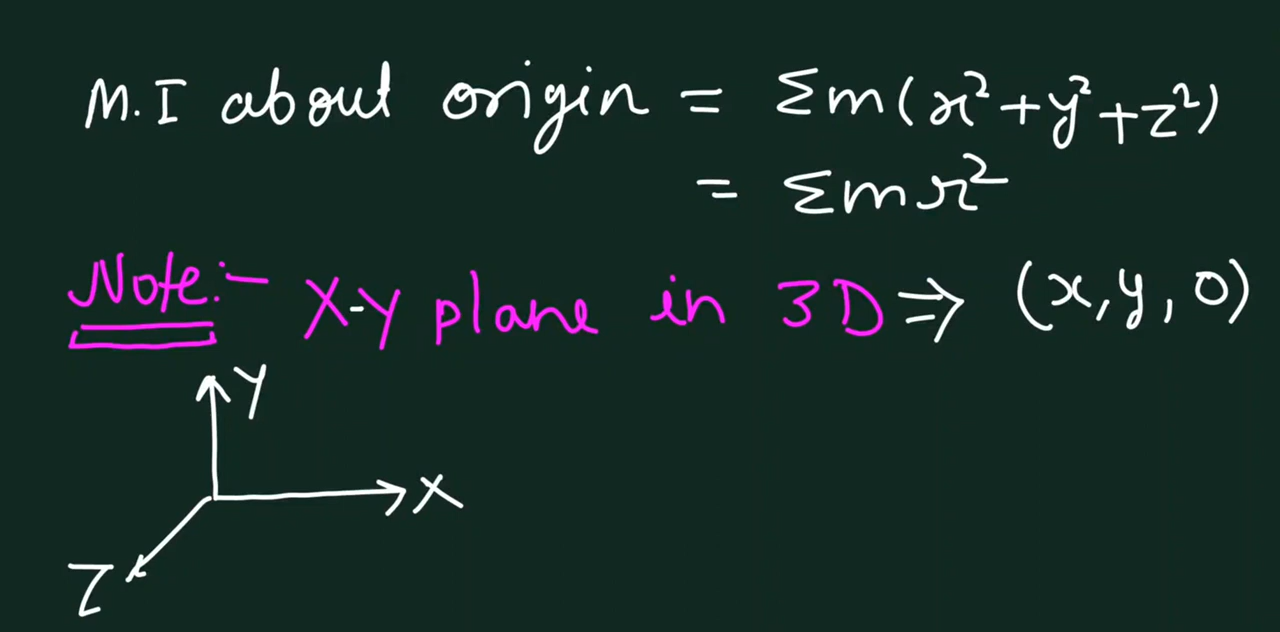 M.I about origin = Σm(x²+y²+z²)
= Σmr²
Note:- X-Y plane in 3D ⇒ (x,y,0)
Y
X
Z